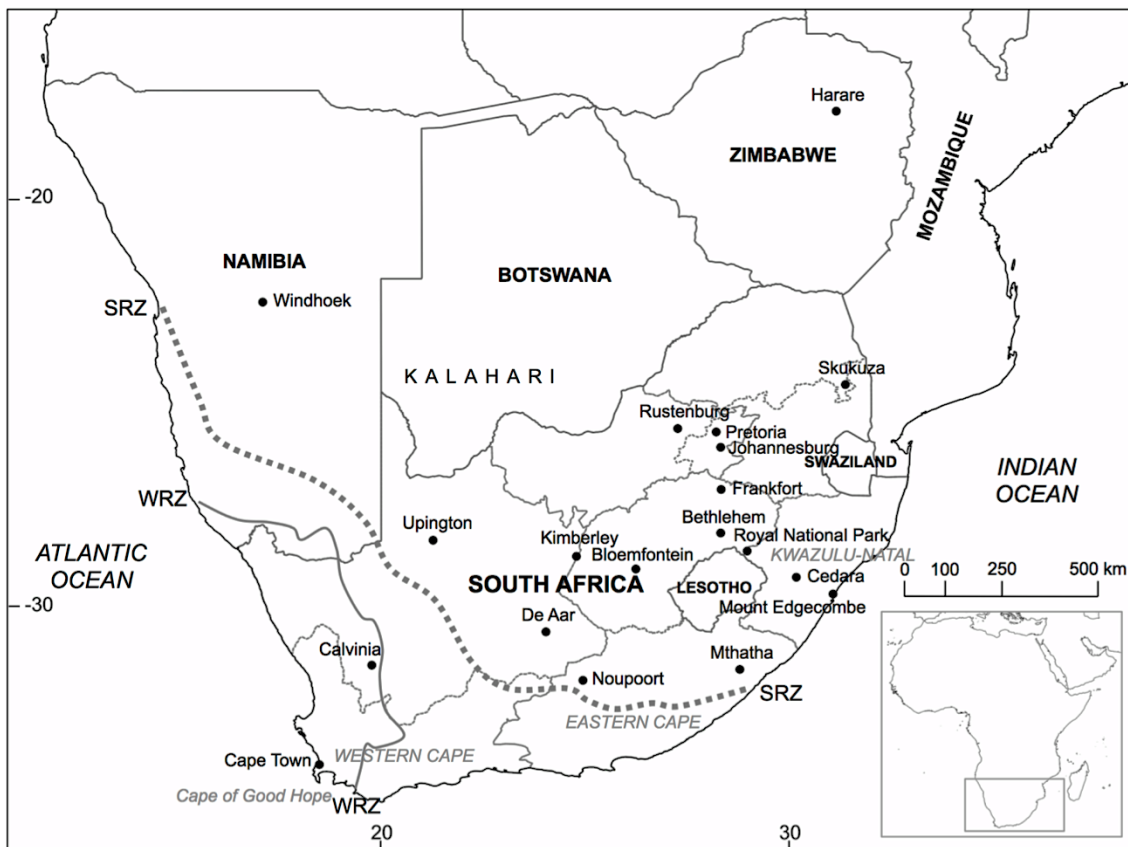 Harare
ZIMBABWE
MOZAMBIQUE
-20
NAMIBIA
BOTSWANA
Windhoek
SRZ
KALAHARI
Skukuza
Rustenburg
Pretoria
Johannesburg
SWAZILAND
INDIAN
OCEAN
WRZ
Frankfort
Upington
Bethlehem
Kimberley
Royal National Park
ATLANTIC
OCEAN
Bloemfontein
KWAZULU-NATAL
SOUTH AFRICA
LESOTHO
Cedara
0 100 250 500 km
-30
De Aar
Mount Edgecombe
Calvinia
Mthatha
Noupoort
SRZ
EASTERN CAPE
WESTERN CAPE
Cape Town
Cape of Good Hope
WRZ
20
30